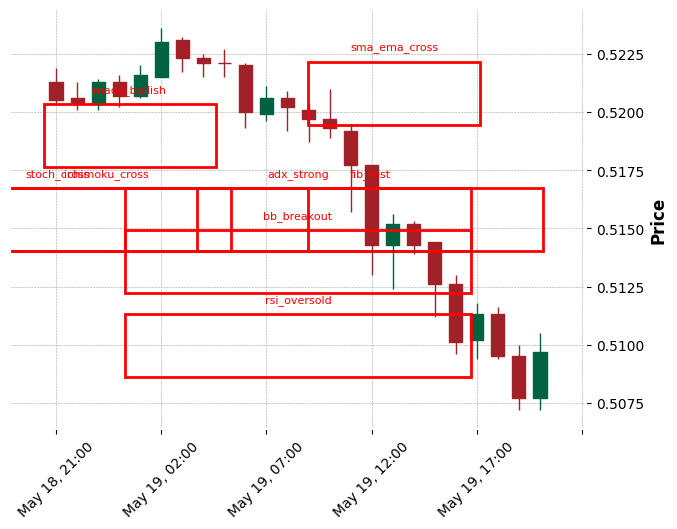 sma_ema_cross
macd_bullish
stoch_cross
ichimoku_cross
adx_strong
fib_test
bb_breakout
rsi_oversold
0.5225
0.5200
0.5175
0.5150
0.5125
0.5100
0.5075
Price
May 18, 21:00
May 19, 02:00
May 19, 07:00
May 19, 12:00
May 19, 17:00